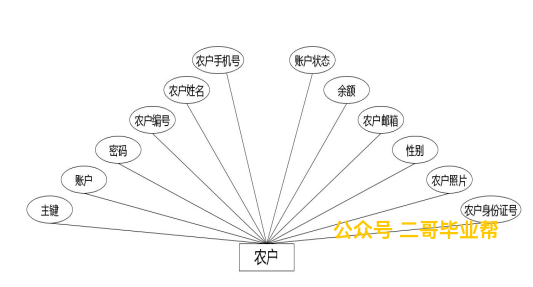 农户手机号
账户状态
农户姓名
余额
农户编号
农户邮箱
密码
性别
账户
农户照片
主键
农户身份证号
公众号 二哥毕业帮
农户